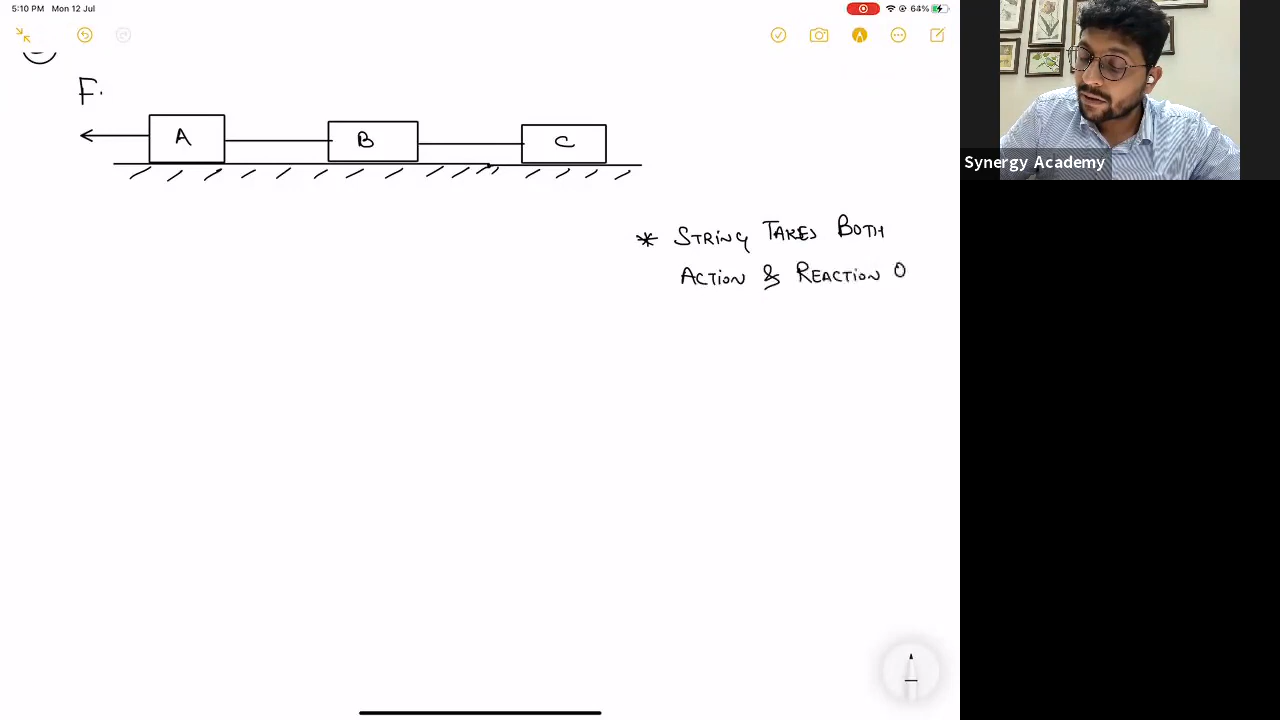 5:10 PM Mon 12 Jul
64%
F.
A
B
C
Synergy Academy
* STRING TAKES BOTH
ACTION & REACTION O